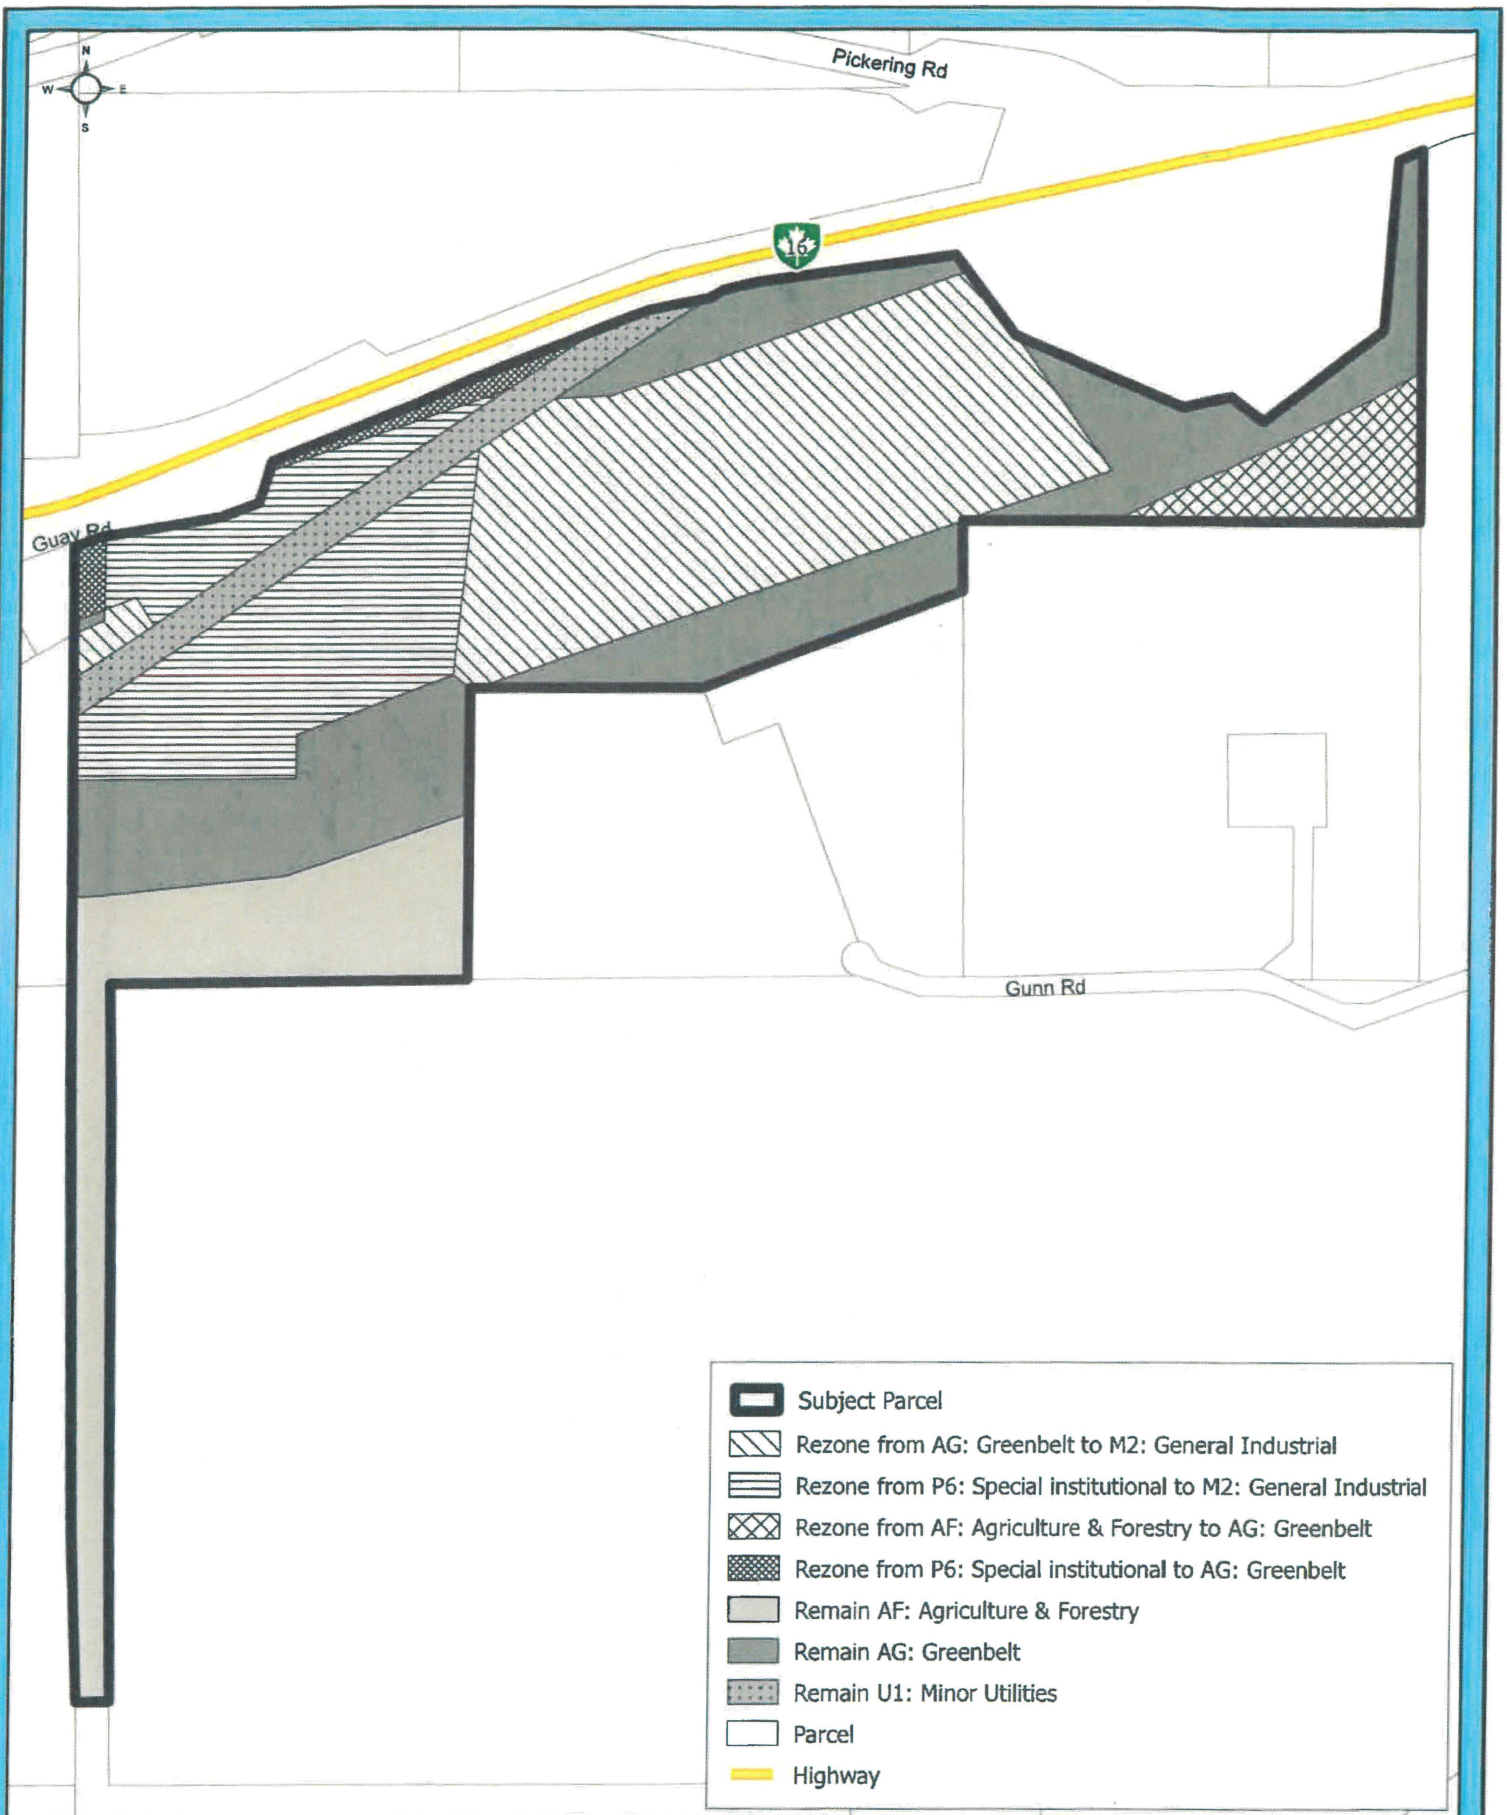 N
W E
S
Pickering Rd
16
Guay Rd
Gunn Rd
Subject Parcel
Rezone from AG: Greenbelt to M2: General Industrial
Rezone from P6: Special institutional to M2: General Industrial
Rezone from AF: Agriculture & Forestry to AG: Greenbelt
Rezone from P6: Special institutional to AG: Greenbelt
Remain AF: Agriculture & Forestry
Remain AG: Greenbelt
Remain U1: Minor Utilities
Parcel
Highway